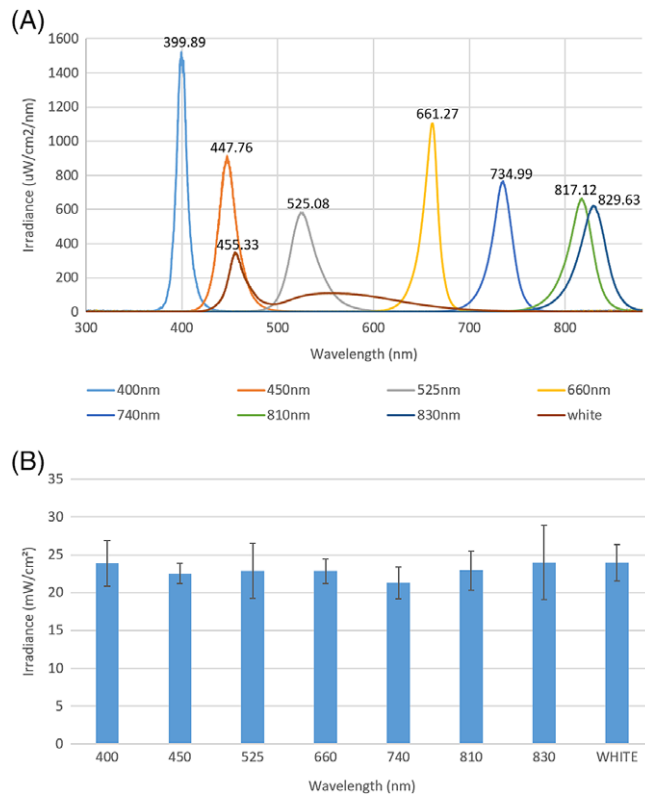 (A)
1600
1400
1200
1000
800
600
400
200
0
Irradiance (uW/cm2/nm)
399.89
447.76
455.33
525.08
661.27
734.99
817.12
829.63
300 400 500 600 700 800
Wavelength (nm)
400nm 450nm 525nm 660nm
740nm 810nm 830nm white
(B)
35
30
25
20
15
10
5
0
Irradiance (mW/cm²)
400 450 525 660 740 810 830 WHITE
Wavelength (nm)